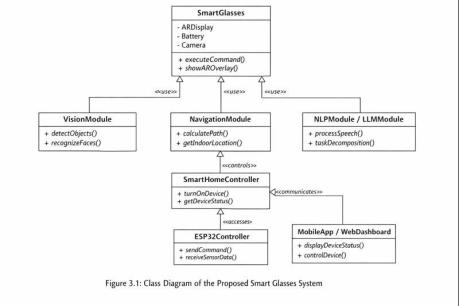 SmartGlasses
- ARDisplay
- Battery
- Camera
+ executeCommand()
+ showAROverlay()
<<use>>
<<use>>
<<use>>
VisionModule
+ detectObjects()
+ recognizeFaces()
NavigationModule
+ calculatePath()
+ getIndoorLocation()
NLPModule / LLMModule
+ processSpeech()
+ taskDecomposition()
<<controls>>
SmartHomeController
+ turnOnDevice()
+ getDeviceStatus()
<<communicates>>
<<accesses>
ESP32Controller
+ sendCommand()
+ receiveSensorData()
MobileApp / WebDashboard
+ displayDeviceStatus()
+ controlDevice()
Figure 3.1: Class Diagram of the Proposed Smart Glasses System